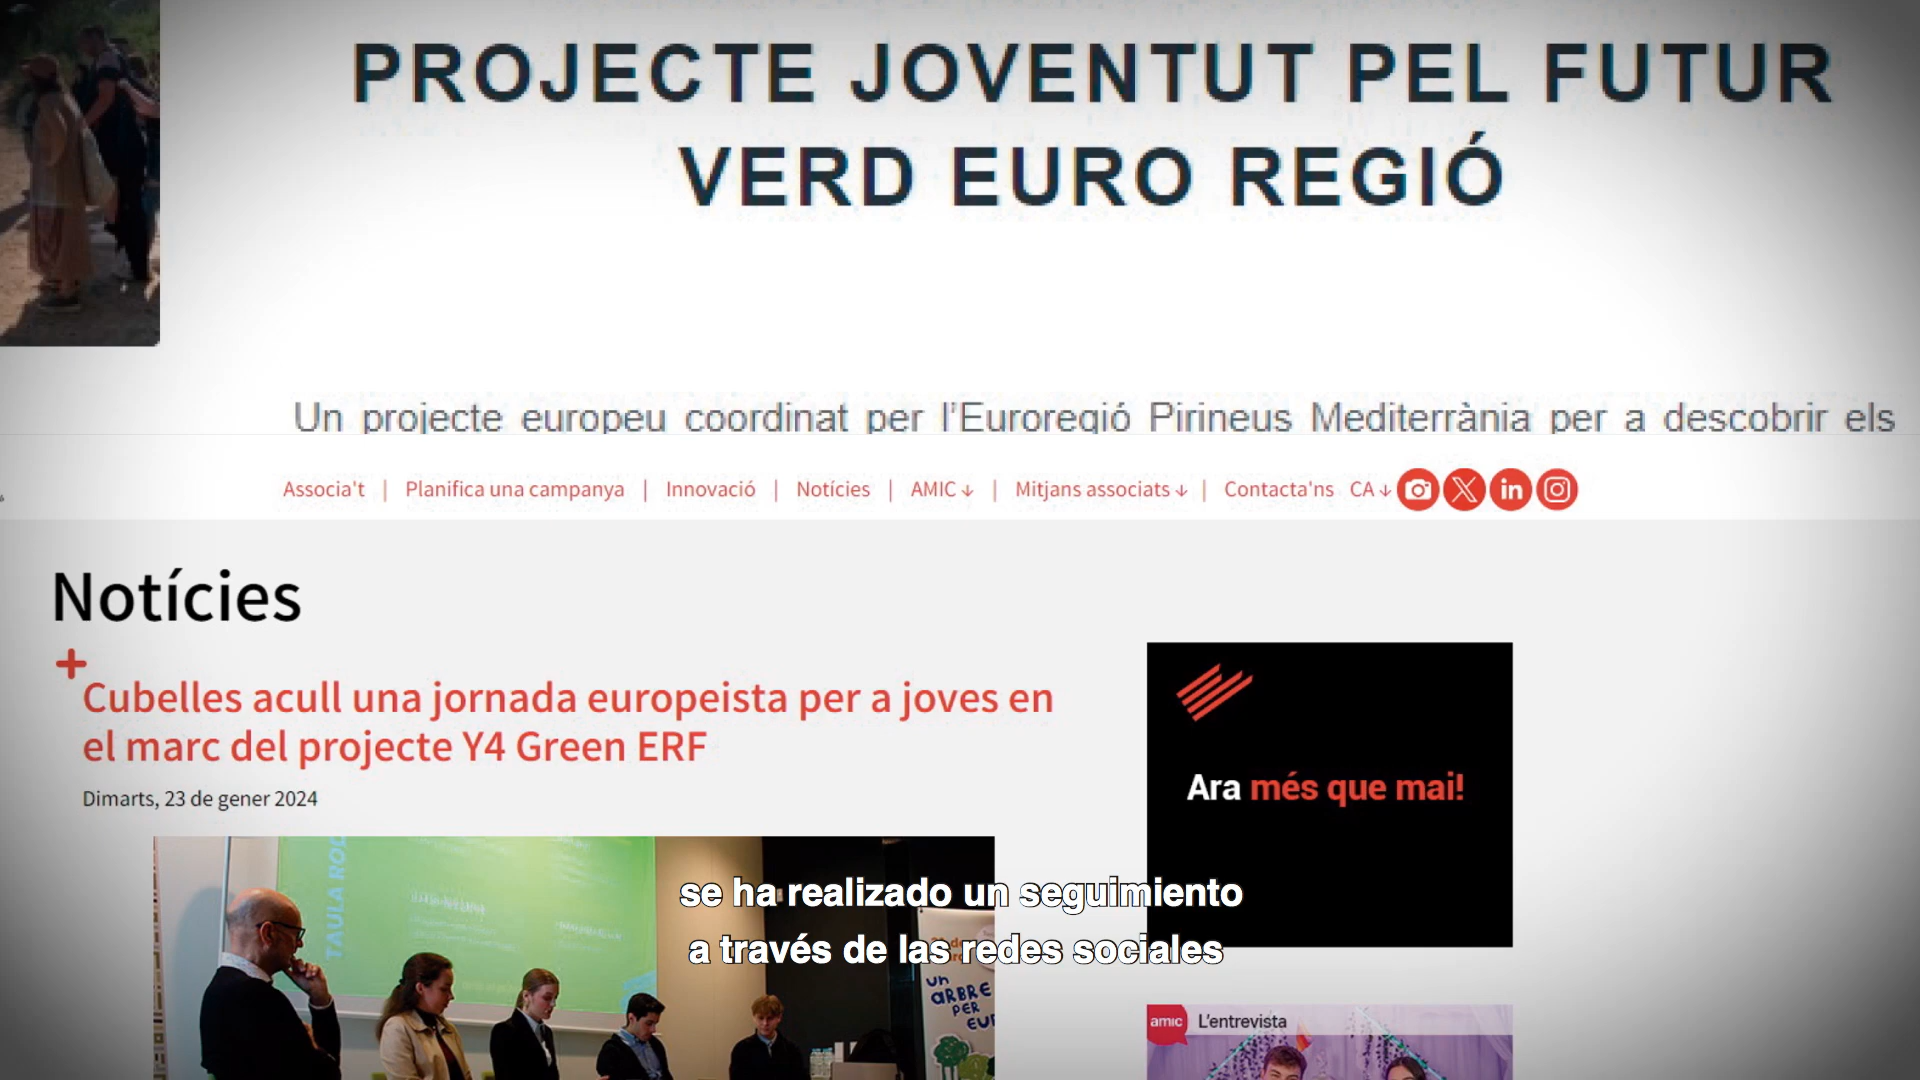 PROJECTE JOVENTUT PEL FUTUR
VERD EURO REGIÓ
Un projecte europeu coordinat per l'Euroregió Pirineus Mediterrània per a descobrir els
Associa't | Planifica una campanya | Innovació | Notícies | AMIC ↓ | Mitjans associats ↓ | Contacta'ns CA ↓
Notícies
Cubelles acull una jornada europeista per a joves en
el marc del projecte Y4 Green ERF
Dimarts, 23 de gener 2024
Ara més que mai!
TAULA ROD
se ha realizado un seguimiento
a través de las redes sociales
un
ARBRE
PER
EUR
amic L'entrevista